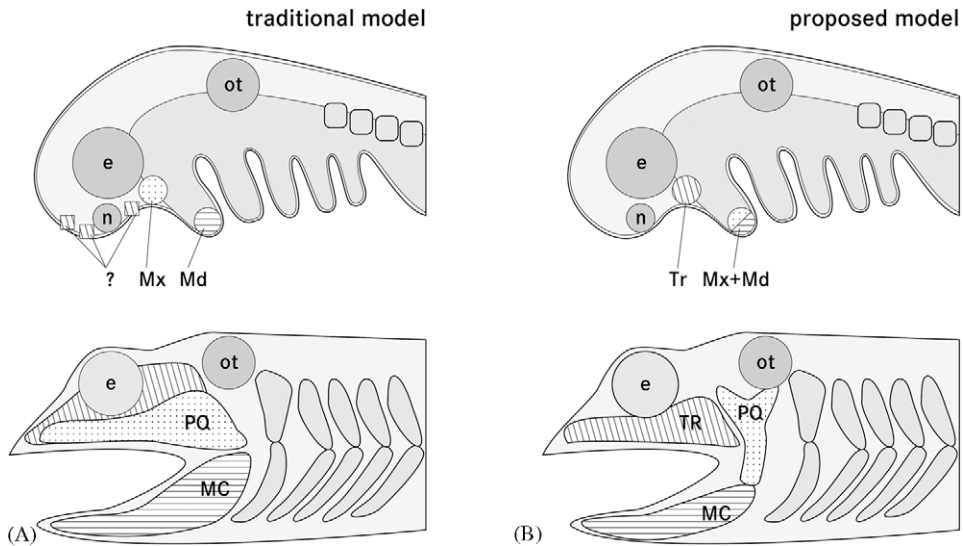 traditional model
proposed model
ot
e
n
? Mx Md
ot
e
n
Tr Mx+Md
ot
e
PQ
MC
(A)
ot
e
TR PQ
MC
(B)